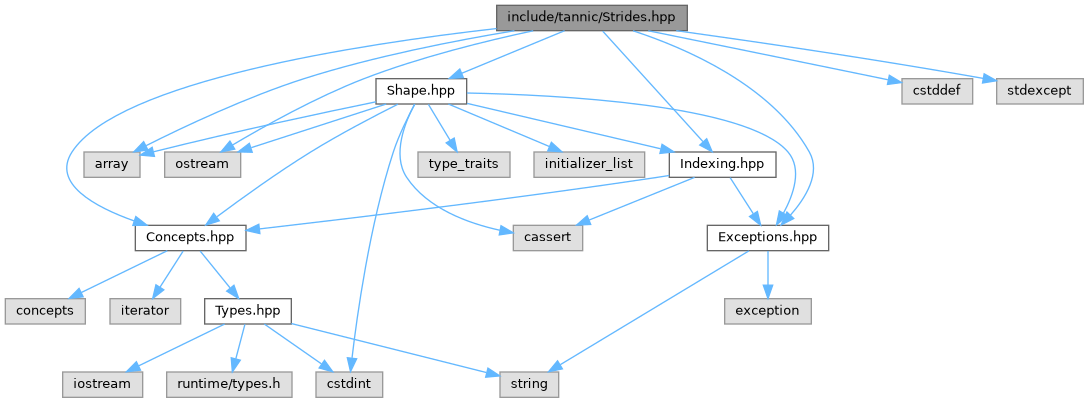 include/tannic/Strides.hpp
Shape.hpp
cstddef
stdexcept
array
ostream
type_traits
initializer_list
Indexing.hpp
Concepts.hpp
cassert
Exceptions.hpp
concepts
iterator
Types.hpp
exception
iostream
runtime/types.h
cstdint
string